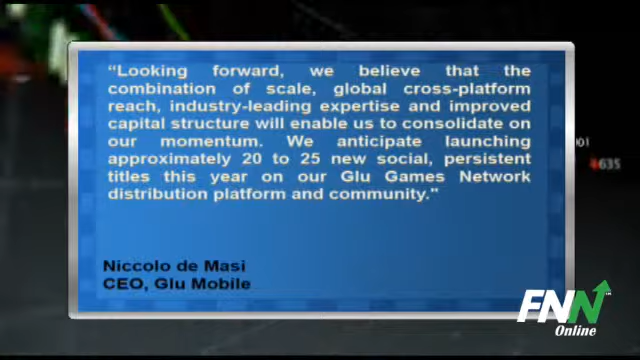 “Looking forward, we believe that the
combination of scale, global cross-platform
reach, industry-leading expertise and improved
capital structure will enable us to consolidate on
our momentum. We anticipate launching
approximately 20 to 25 new social, persistent
titles this year on our Glu Games Network
distribution platform and community."
Niccolo de Masi
CEO, Glu Mobile
635
FNN
Online